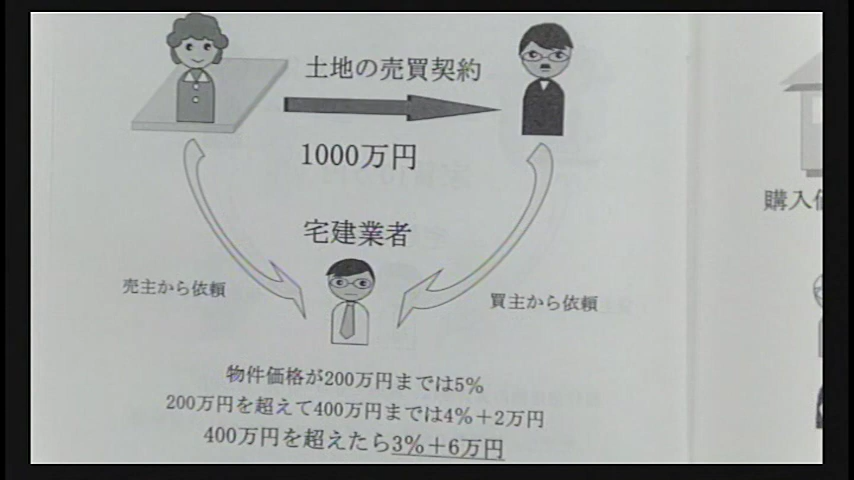 土地の売買契約
1000万円
宅建業者
売主から依頼
買主から依頼
物件価格が200万円までは5%
200万円を超えて400万円までは4%+2万円
400万円を超えたら3%+6万円
購入